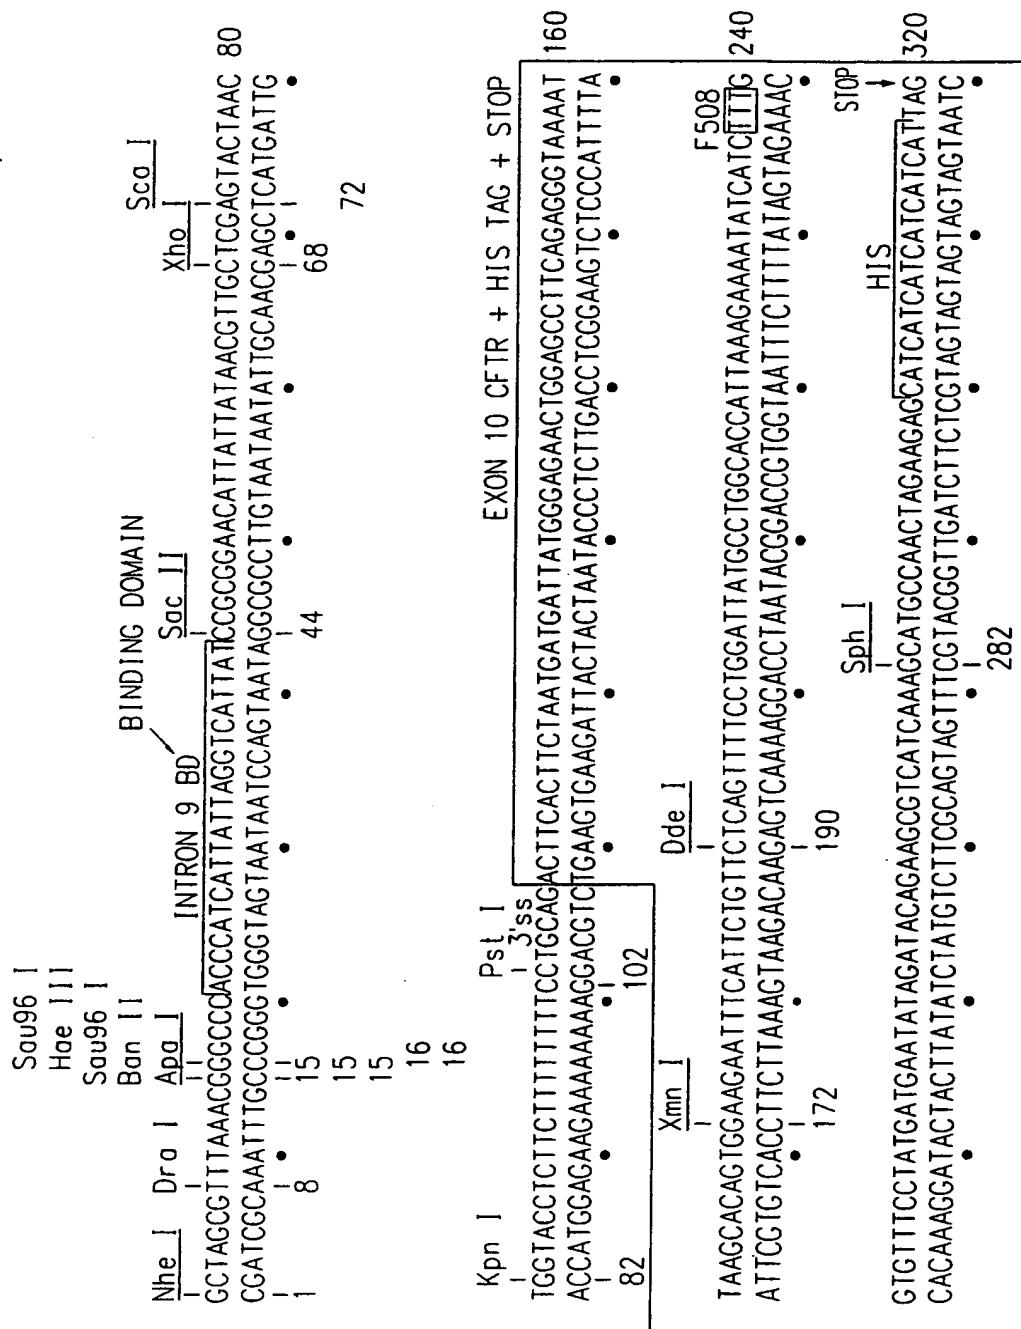 Sau96 I
Hae III
Sau96 I
Ban II
Nhe I Dra I Apa I
BINDING DOMAIN
INTRON 9 BD Sac II Xho I Sca I
GCTAGCGTTTAAACGGGCCCACCCATCATTATTAGGTCATTATCCGCGGAACATTATTATAACGTTGCTCGAGTACTAAC 80
CGATCGCAAATTTGCCCGGGTGGGTAGTAATAATCCAGTAATAGGCGCCTTGTAATAATATTGCAACGAGCTCATGATTG
1 8 15 44 68
15 72
15
16
16
EXON 10 CFTR + HIS TAG + STOP
Kpn I Pst I
3'ss
TGGTACCTCTTCTTTTTTTTCCTGCAGACTTCACTTCTAATGATGATTATGGGAGAACTGGAGCCTTCAGAGGGTAAAAT 160
ACCATGGAGAAGAAAAAAAAGGACGTCTGAAGTGAAGATTACTACTAATACCCTCTTGACCTCGGAAGTCTCCCATTTTA
82 102
Xmn I Dde I F508
TAAGCACAGTGGAAGAATTTCATTCTGTTCTCAGTTTTCCTGGATTATGCCTGGCACCATTAAAGAAAATATCATCTTTG 240
ATTCGTGTCACCTTCTTAAAGTAAGACAAGAGTCAAAAGGACCTAATACGGACCGTGGTAATTTCTTTTATAGTAGAAAC
172 190
Sph I HIS STOP
GTGTTTCCTATGATGAATATAGATACAGAAGCGTCATCAAAGCATGCCAACTAGAAGAGCATCATCATCATCATCATTAG 320
CACAAAGGATACTACTTATATCTATGTCTTCGCAGTAGTTTCGTACGGTTGATCTTCTCGTAGTAGTAGTAGTAGTAATC
282